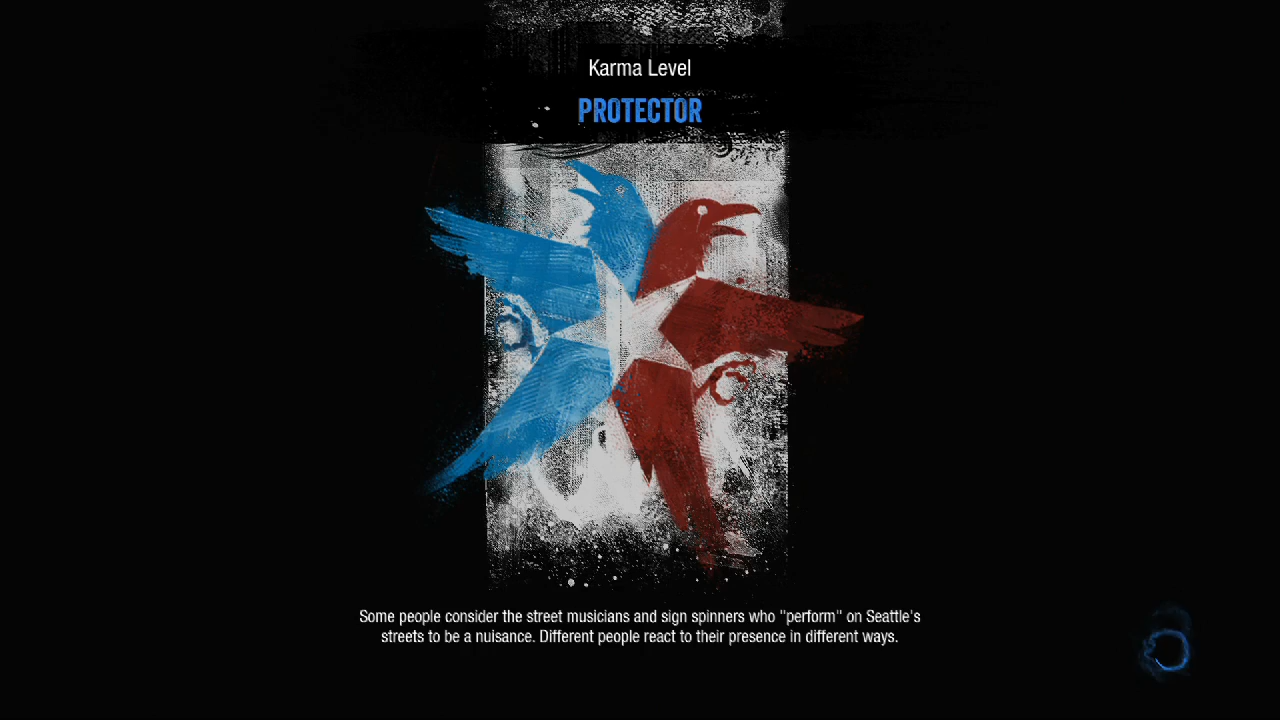 Karma Level
PROTECTOR
Some people consider the street musicians and sign spinners who "perform" on Seattle's
streets to be a nuisance. Different people react to their presence in different ways.